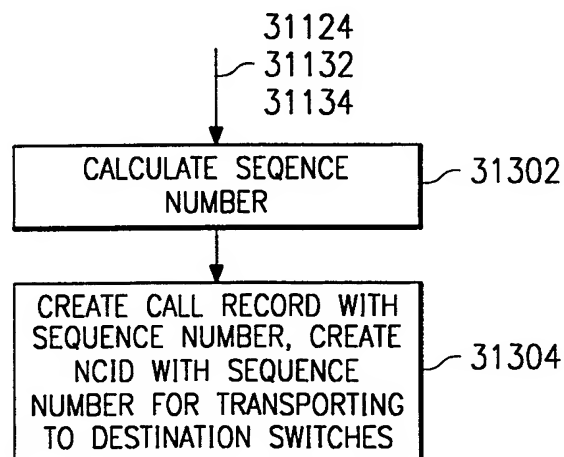 31124
31132
31134
CALCULATE SEQENCE
NUMBER
31302
CREATE CALL RECORD WITH
SEQUENCE NUMBER, CREATE
NCID WITH SEQUENCE
NUMBER FOR TRANSPORTING
TO DESTINATION SWITCHES
31304